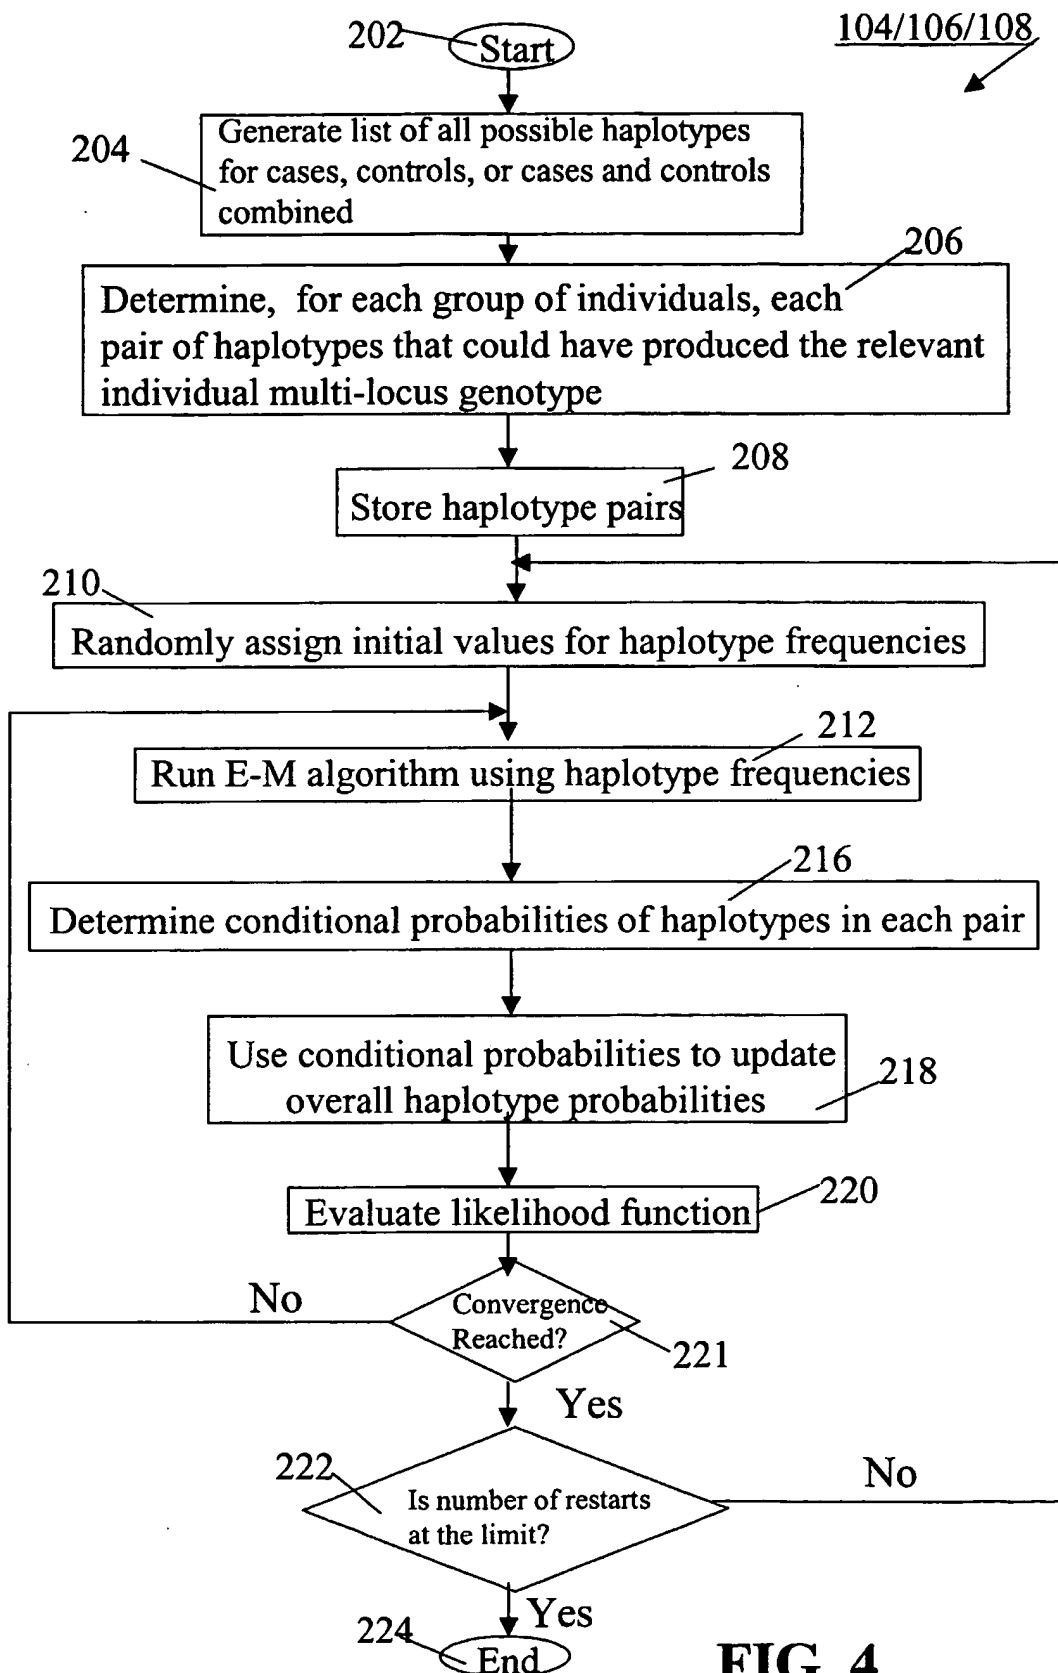 202
Start
104/106/108
204
Generate list of all possible haplotypes
for cases, controls, or cases and controls
combined
206
Determine, for each group of individuals, each
pair of haplotypes that could have produced the relevant
individual multi-locus genotype
208
Store haplotype pairs
210
Randomly assign initial values for haplotype frequencies
212
Run E-M algorithm using haplotype frequencies
216
Determine conditional probabilities of haplotypes in each pair
Use conditional probabilities to update
overall haplotype probabilities
218
Evaluate likelihood function
220
No
Convergence
Reached?
221
Yes
222
Is number of restarts
at the limit?
No
Yes
224
End
FIG. 4